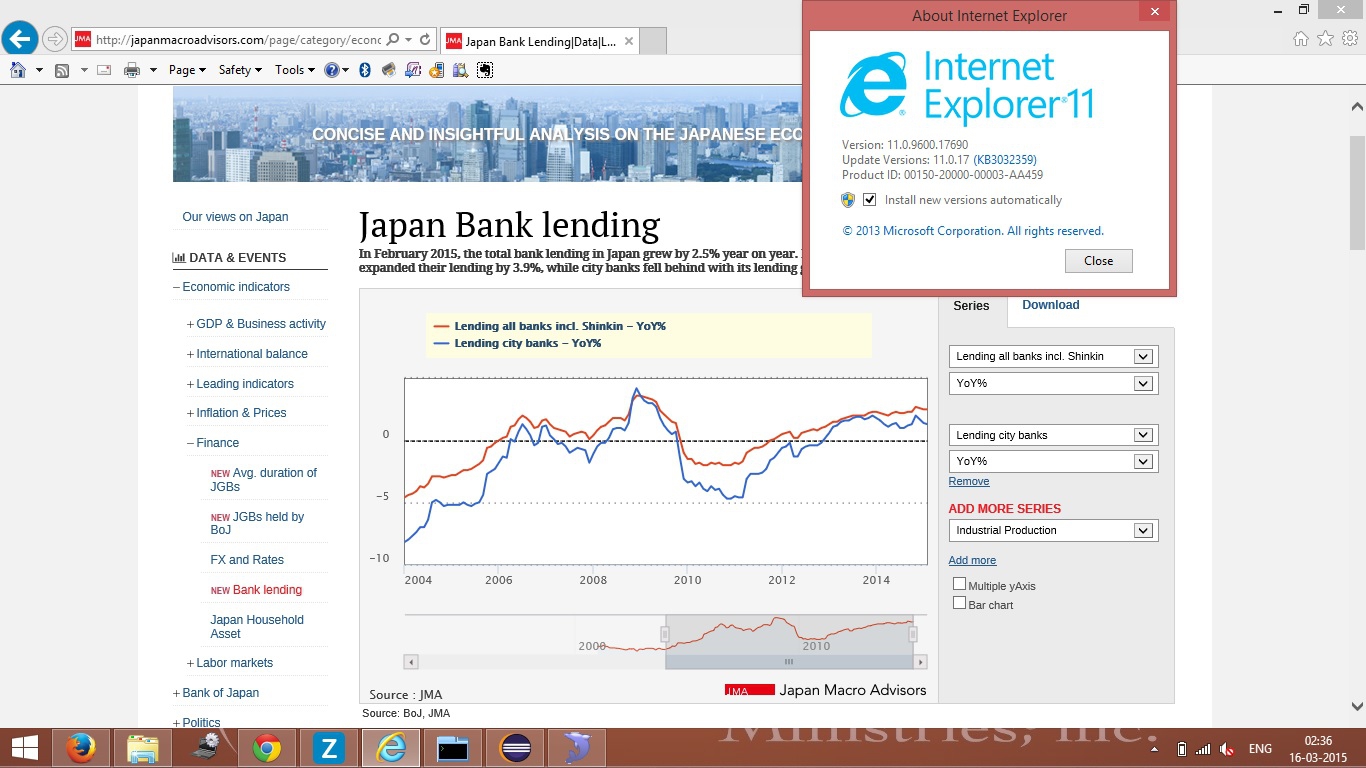 About Internet Explorer
http://japanmacroadvisors.com/page/category/econo
JMA
Japan Bank Lending|Data|L...
Page
Safety
Tools
CONCISE AND INSIGHTFUL ANALYSIS ON THE JAPANESE ECO
Internet
Explorer 11
Version: 11.0.9600.17690
Update Versions: 11.0.17 (KB3032359)
Product ID: 00150-20000-00003-AA459
Install new versions automatically
© 2013 Microsoft Corporation. All rights reserved.
Close
Our views on Japan
DATA & EVENTS
– Economic indicators
+ GDP & Business activity
+ International balance
+ Leading indicators
+ Inflation & Prices
– Finance
NEW Avg. duration of
JGBs
NEW JGBs held by
BoJ
FX and Rates
NEW Bank lending
Japan Household
Asset
+ Labor markets
+ Bank of Japan
+ Politics
Japan Bank lending
In February 2015, the total bank lending in Japan grew by 2.5% year on year.
expanded their lending by 3.9%, while city banks fell behind with its lending
Lending all banks incl. Shinkin – YoY%
Lending city banks – YoY%
0
−5
−10
2004 2006 2008 2010 2012 2014
2000 2010
Source : JMA
JMA Japan Macro Advisors
Source: BoJ, JMA
Series Download
Lending all banks incl. Shinkin
YoY%
Lending city banks
YoY%
Remove
ADD MORE SERIES
Industrial Production
Add more
Multiple yAxis
Bar chart
Ministries, Inc.
ENG
02:36
16-03-2015